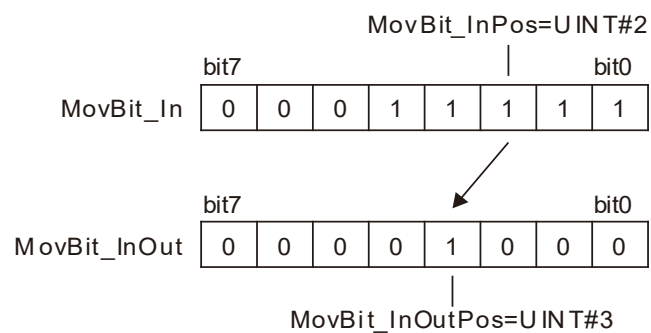 MovBit_InPos=UINT#2
bit7 bit0
MovBit_In 0 0 0 1 1 1 1 1
bit7 bit0
MovBit_InOut 0 0 0 0 1 0 0 0
MovBit_InOutPos=UINT#3